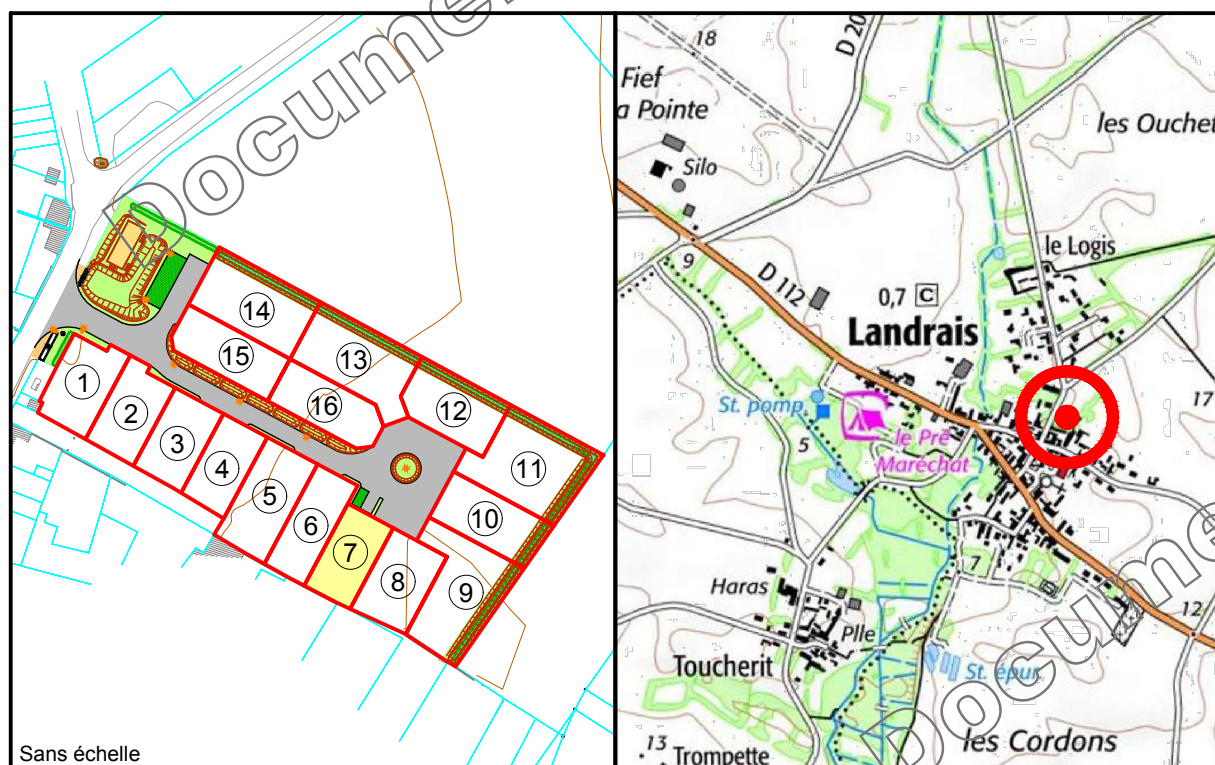 Docume
14
15
13
16
12
1
2
3
4
5
6
7
8
9
10
11
Sans échelle
18
D 20
Fief
a Pointe
Silo
les Ouchet
9
D 112
le Logis
0,7 C
Landrais
17
St. pomp
le Pré
Maréchat
5
7
Haras
Plle
12
Toucherit
St. épur.
Docume
les Cordons
13
Trompette